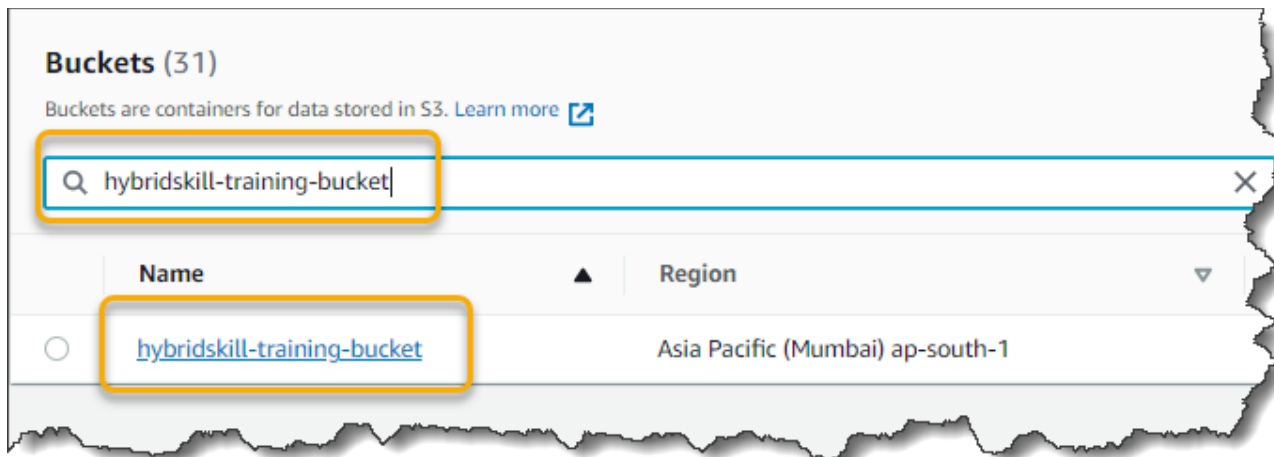 Buckets (31)
Buckets are containers for data stored in S3. Learn more
hybridskill-training-bucket
Name Region
hybridskill-training-bucket Asia Pacific (Mumbai) ap-south-1